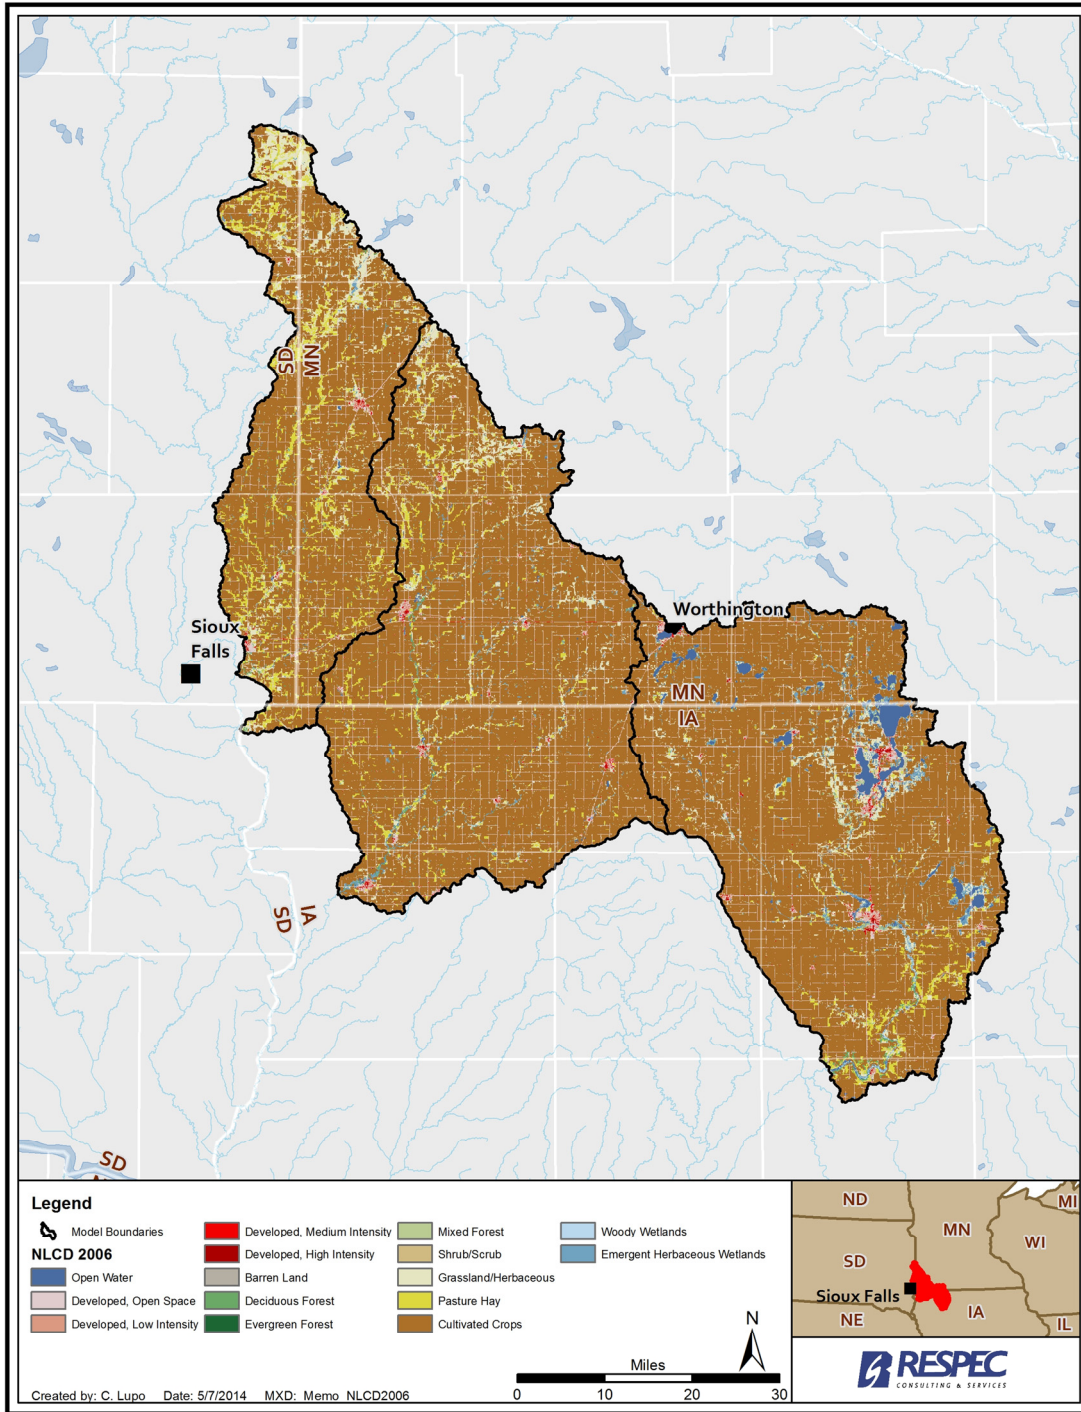 SD
MN
Sioux
Falls
Worthington
MN
IA
IA
SD
SD
Legend
Model Boundaries
NLCD 2006
Open Water
Developed, Open Space
Developed, Low Intensity
Developed, Medium Intensity
Developed, High Intensity
Barren Land
Deciduous Forest
Evergreen Forest
Mixed Forest
Shrub/Scrub
Grassland/Herbaceous
Pasture Hay
Cultivated Crops
Woody Wetlands
Emergent Herbaceous Wetlands
N
Miles
0 10 20 30
Created by: C. Lupo Date: 5/7/2014 MXD: Memo_NLCD2006
ND
MN
MI
WI
SD
Sioux Falls
NE
IA
IL
RESPEC
CONSULTING & SERVICES